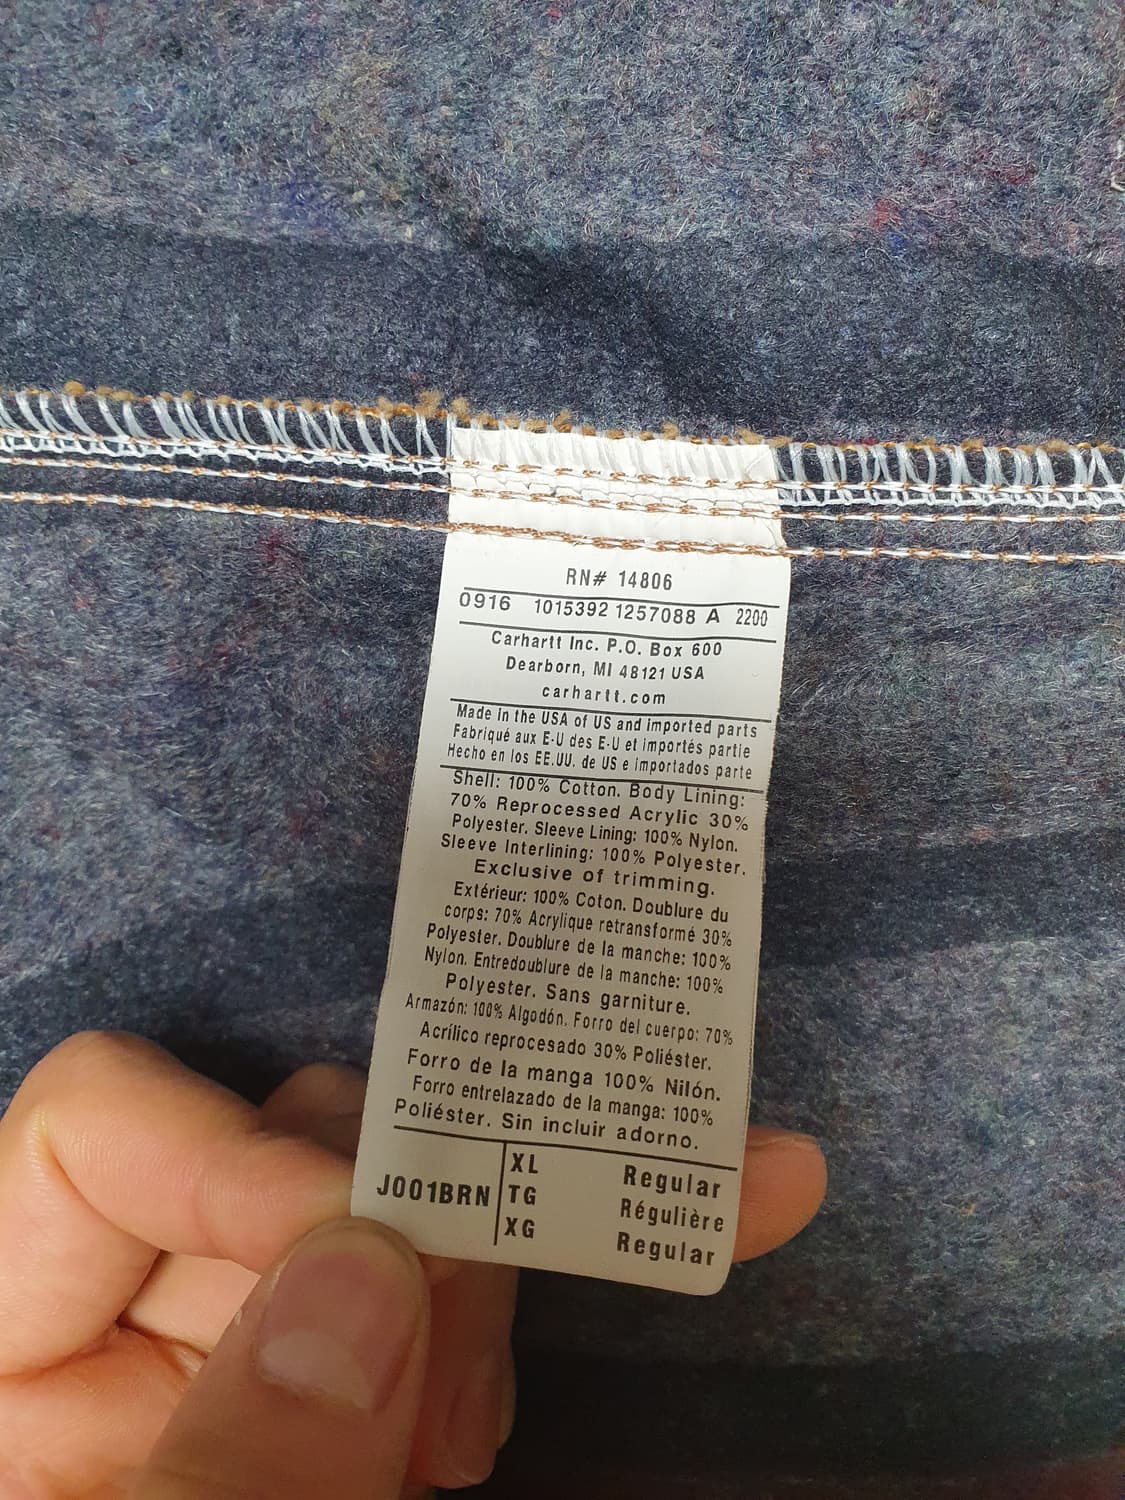 RN# 14806
0916 1015392 1257088 A 2200
Carhartt Inc. P.O. Box 600
Dearborn, MI 48121 USA
carhartt.com
Made in the USA of US and imported parts
Fabriqué aux E-U des E-U et importés partie
Hecho en los EE.UU. de US e importados parte
Shell: 100% Cotton. Body Lining:
70% Reprocessed Acrylic 30%
Polyester. Sleeve Lining: 100% Nylon.
Sleeve Interlining: 100% Polyester.
Exclusive of trimming.
Extérieur: 100% Coton. Doublure du
corps: 70% Acrylique retransformé 30%
Polyester. Doublure de la manche: 100%
Nylon. Entredoublure de la manche: 100%
Polyester. Sans garniture.
Armazón: 100% Algodón. Forro del cuerpo: 70%
Acrílico reprocesado 30% Poliéster.
Forro de la manga 100% Nilón.
Forro entrelazado de la manga: 100%
Poliéster. Sin incluir adorno.
J001BRN
XL Regular
TG Régulière
XG Regular